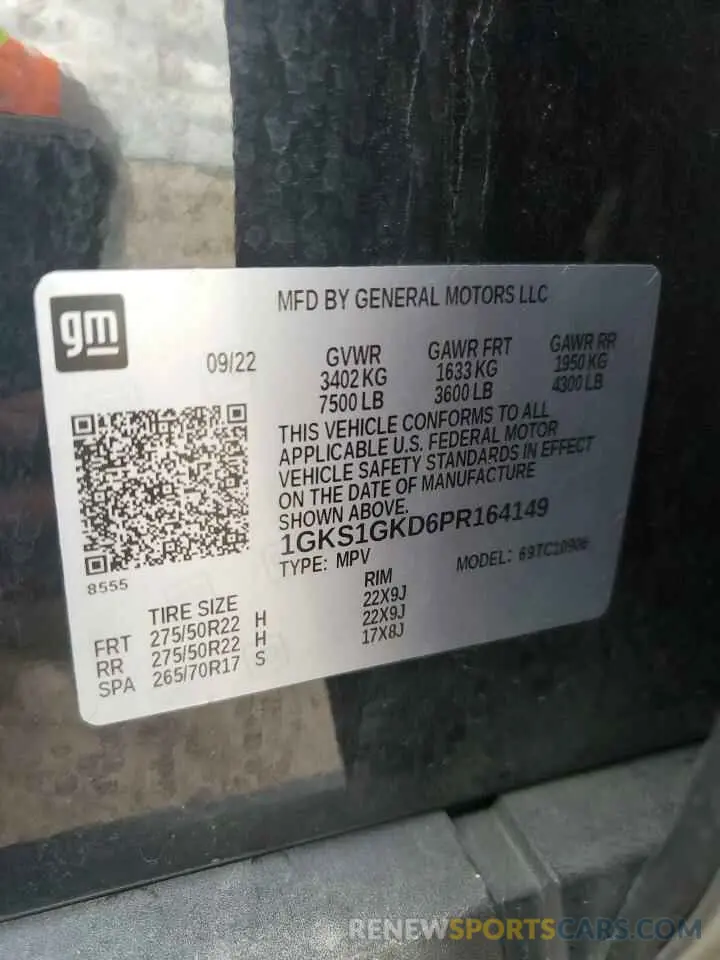 gm
MFD BY GENERAL MOTORS LLC
09/22
GVWR GAWR FRT GAWR RR
3402 KG 1633 KG 1950 KG
7500 LB 3600 LB 4300 LB
THIS VEHICLE CONFORMS TO ALL
APPLICABLE U.S. FEDERAL MOTOR
VEHICLE SAFETY STANDARDS IN EFFECT
ON THE DATE OF MANUFACTURE
SHOWN ABOVE.
1GKS1GKD6PR164149
TYPE: MPV MODEL: 69TC10906
8555
TIRE SIZE RIM
FRT 275/50R22 H 22X9J
RR 275/50R22 H 22X9J
SPA 265/70R17 S 17X8J
RENEWSPORTSCARS.COM